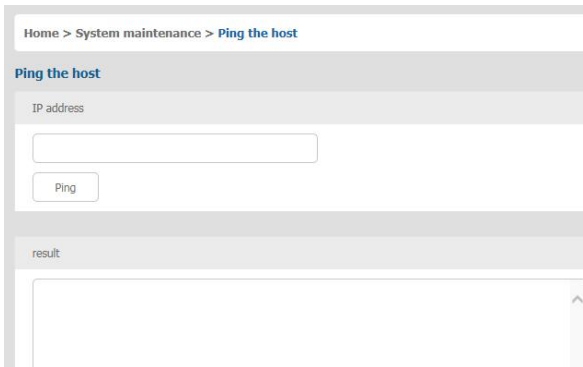 Home > System maintenance > Ping the host
Ping the host
IP address
Ping
result